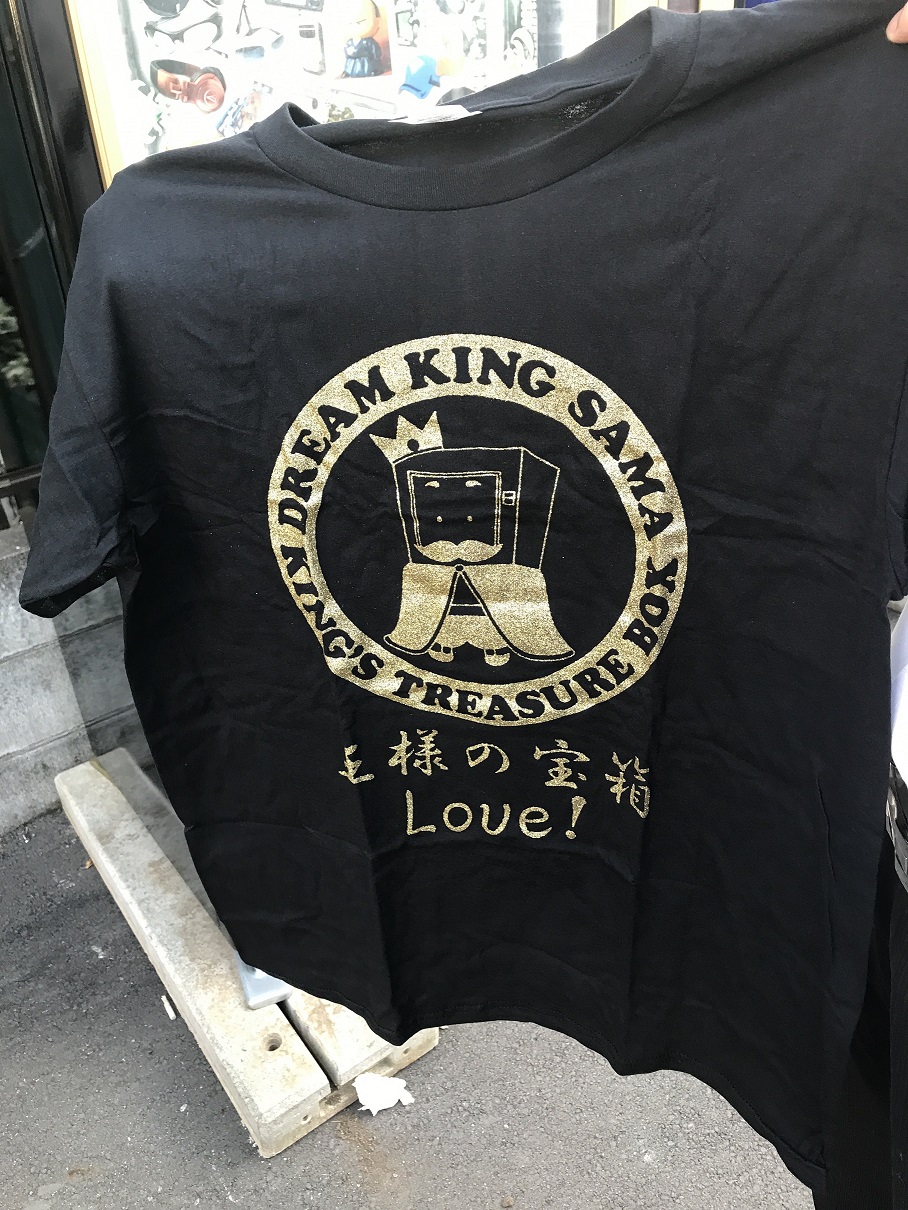 DREAM KING SAMA
KING'S TREASURE BOX
王様の宝箱
Love!